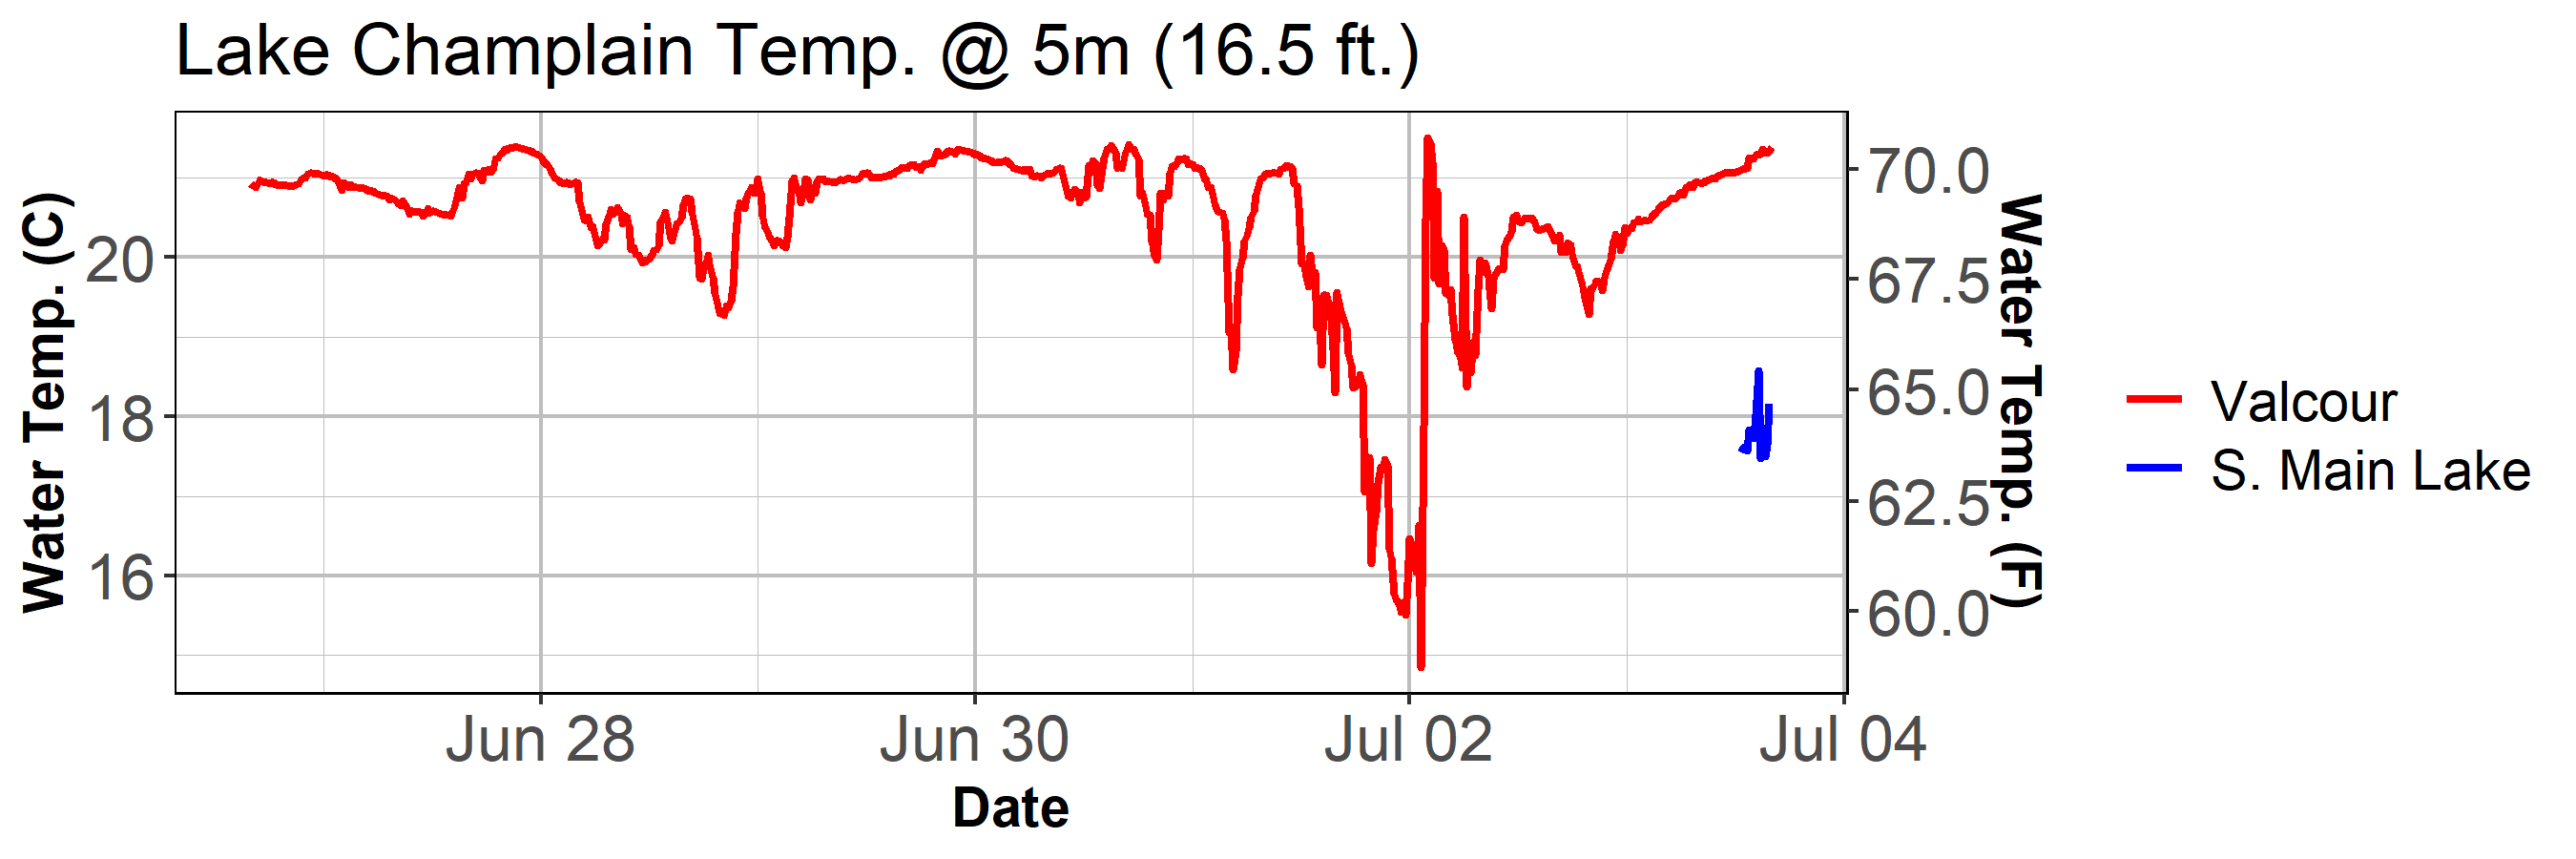 Lake Champlain Temp. @ 5m (16.5 ft.)
Water Temp. (C)
20
18
16
70.0
67.5
65.0
62.5
60.0
Water Temp. (F)
Jun 28
Jun 30
Jul 02
Jul 04
Date
Valcour
S. Main Lake